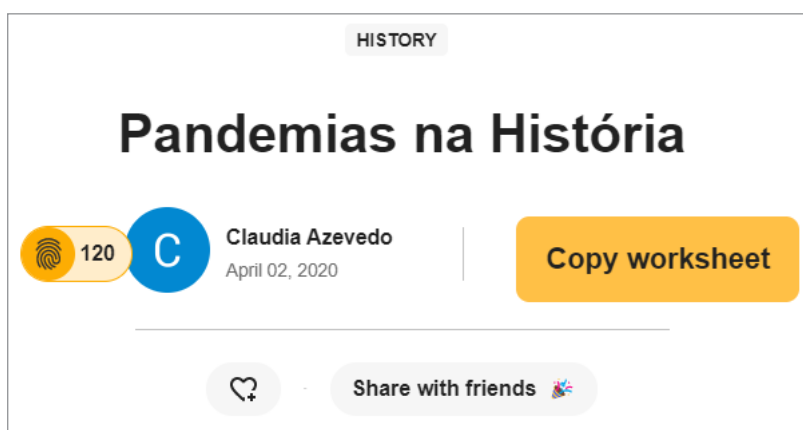 HISTORY
Pandemias na História
120
C
Claudia Azevedo
April 02, 2020
Copy worksheet
Share with friends